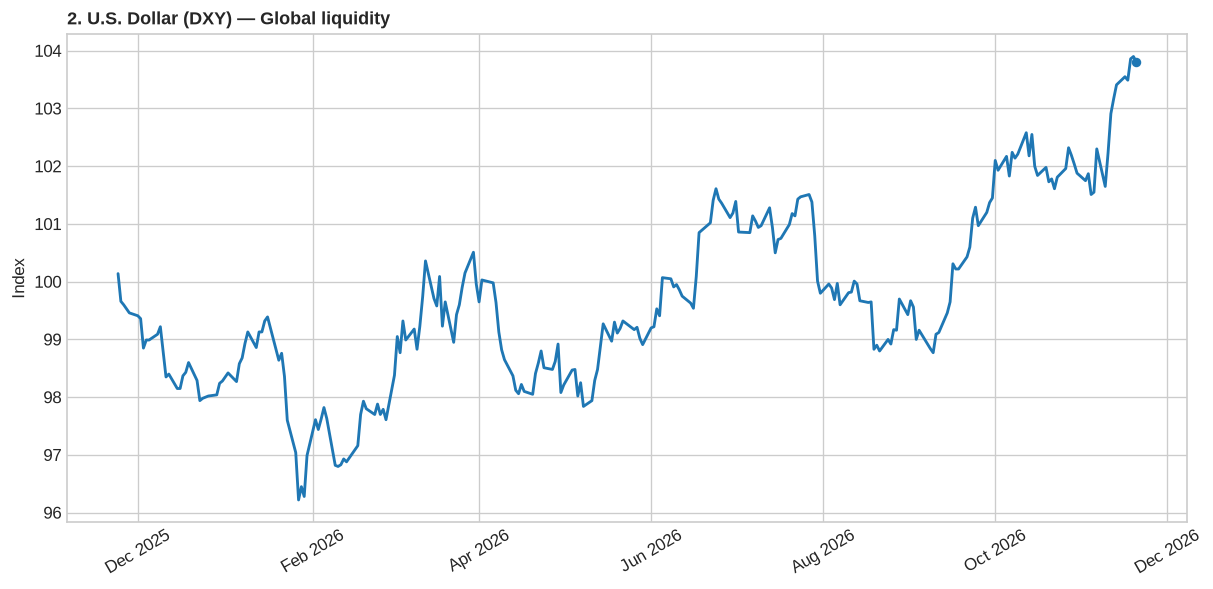 2. U.S. Dollar (DXY) — Global liquidity
104
103
102
101
100
99
98
97
96
Index
Dec 2025
Feb 2026
Apr 2026
Jun 2026
Aug 2026
Oct 2026
Dec 2026